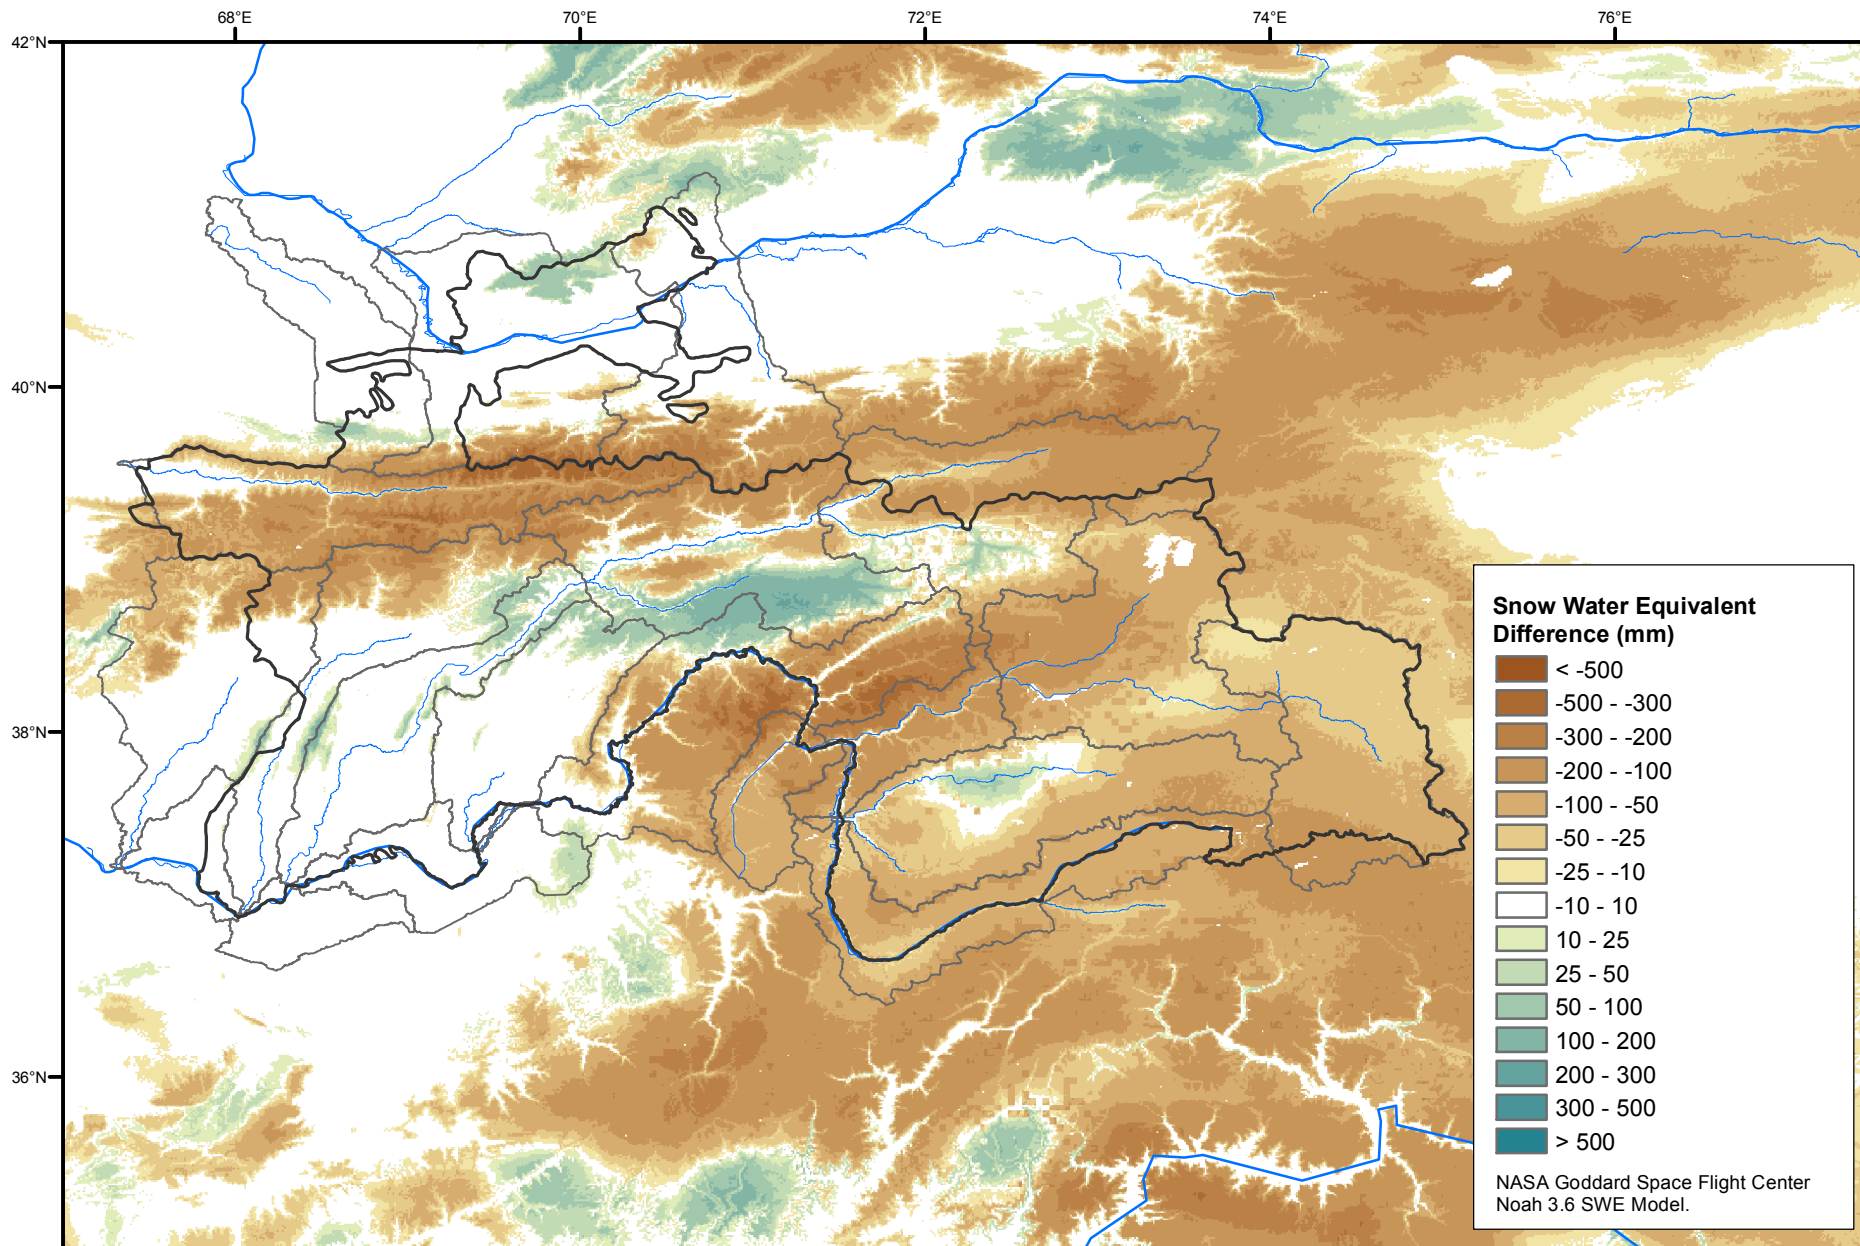 68°E
70°E
72°E
74°E
76°E
42°N
40°N
38°N
36°N
Snow Water Equivalent
Difference (mm)
< -500
-500 - -300
-300 - -200
-200 - -100
-100 - -50
-50 - -25
-25 - -10
-10 - 10
10 - 25
25 - 50
50 - 100
100 - 200
200 - 300
300 - 500
> 500
NASA Goddard Space Flight Center
Noah 3.6 SWE Model.